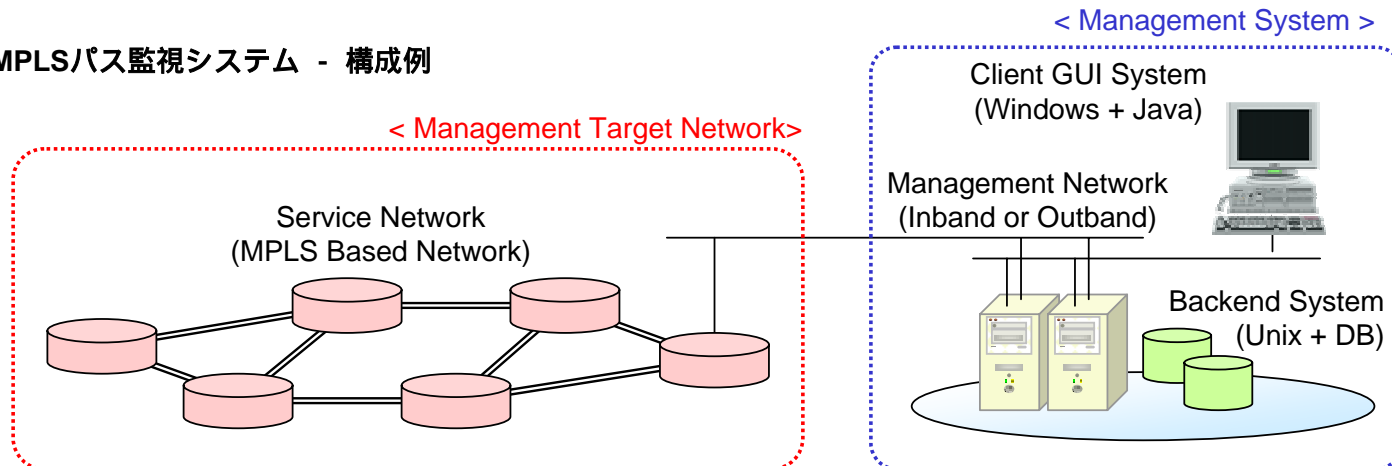 MPLSパス監視システム - 構成例
< Management System >
Client GUI System
(Windows + Java)
< Management Target Network>
Management Network
(Inband or Outband)
Service Network
(MPLS Based Network)
Backend System
(Unix + DB)